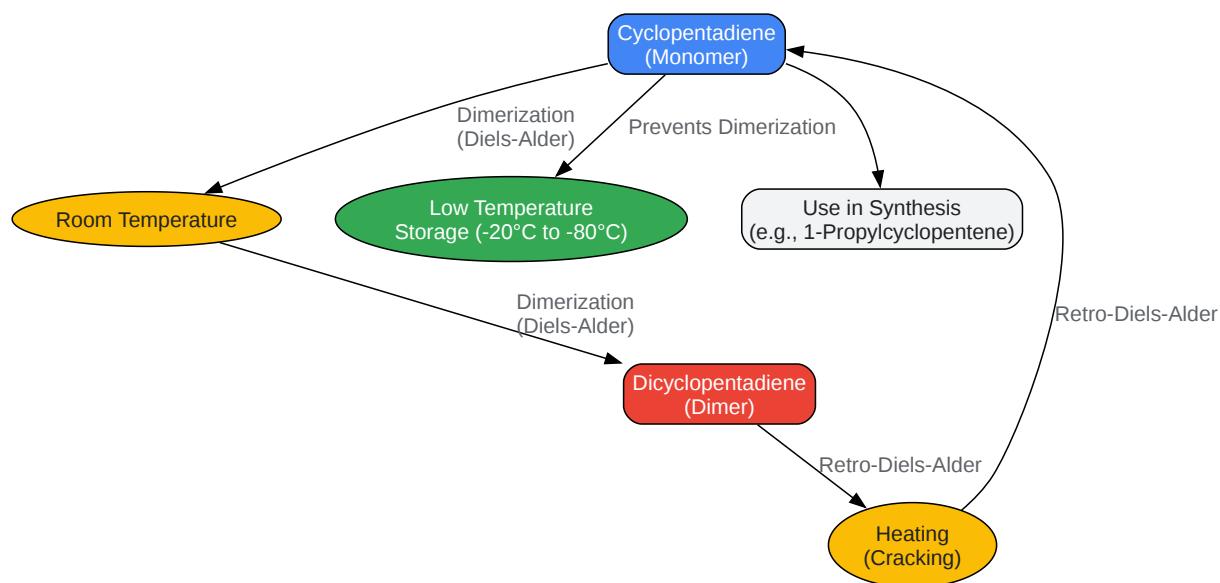 Cyclopentadiene
(Monomer)
Dimerization
(Diels-Alder)
Prevents Dimerization
Room Temperature
Low Temperature
Storage (-20°C to -80°C)
Use in Synthesis
(e.g., 1-Propylcyclopentene)
Dimerization
(Diels-Alder)
Retro-Diels-Alder
Dicyclopentadiene
(Dimer)
Retro-Diels-Alder
Heating
(Cracking)